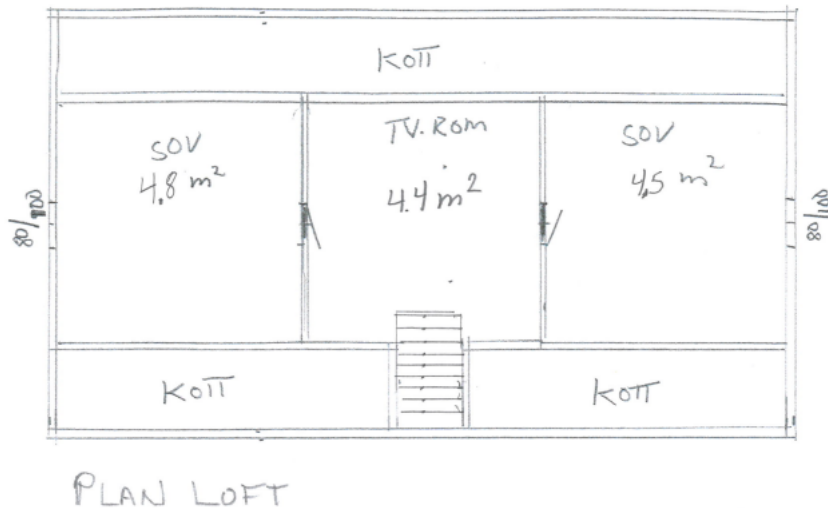 KOTT
SOV
4.8 m²
TV. ROM
4.4 m²
SOV
4,5 m²
80/100
80/100
KOTT
KOTT
PLAN LOFT